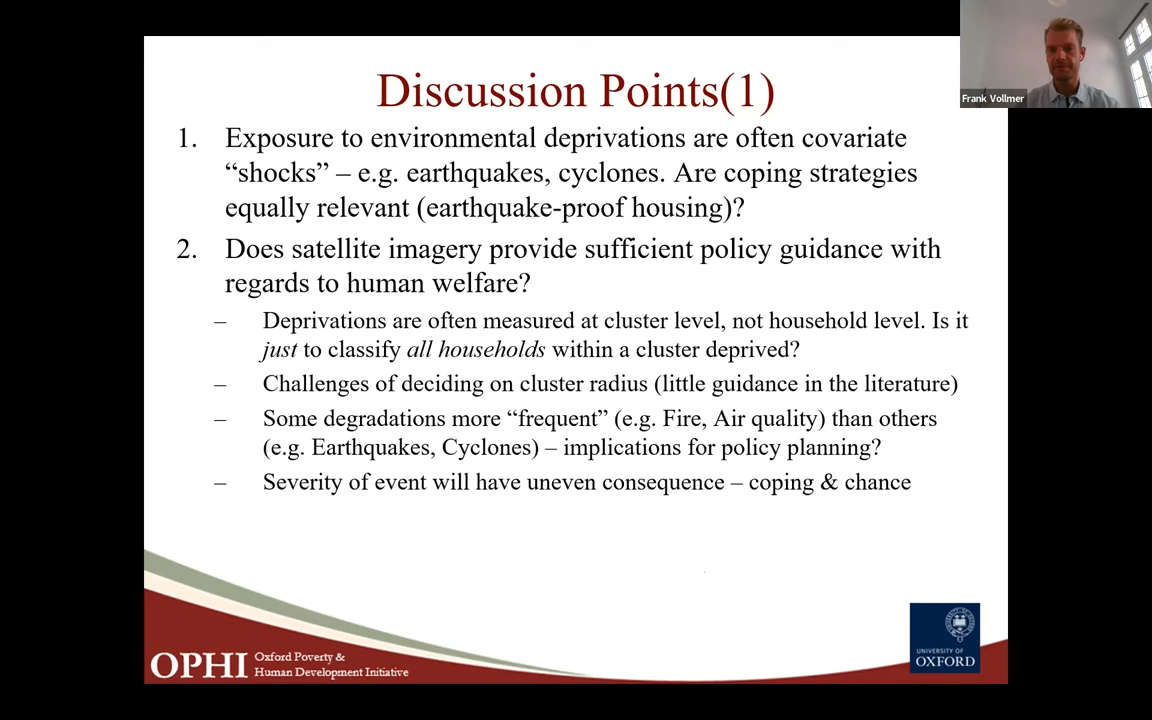 Discussion Points(1)
Frank Vollmer
1. Exposure to environmental deprivations are often covariate
“shocks” – e.g. earthquakes, cyclones. Are coping strategies
equally relevant (earthquake-proof housing)?
2. Does satellite imagery provide sufficient policy guidance with
regards to human welfare?
– Deprivations are often measured at cluster level, not household level. Is it
just to classify all households within a cluster deprived?
– Challenges of deciding on cluster radius (little guidance in the literature)
– Some degradations more “frequent” (e.g. Fire, Air quality) than others
(e.g. Earthquakes, Cyclones) – implications for policy planning?
– Severity of event will have uneven consequence – coping & chance
OPHI
Oxford Poverty &
Human Development Initiative
UNIVERSITY OF
OXFORD